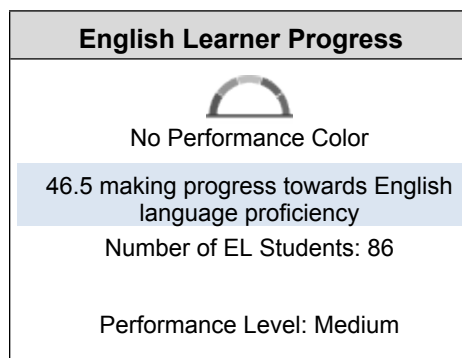 English Learner Progress
No Performance Color
46.5 making progress towards English
language proficiency
Number of EL Students: 86
Performance Level: Medium